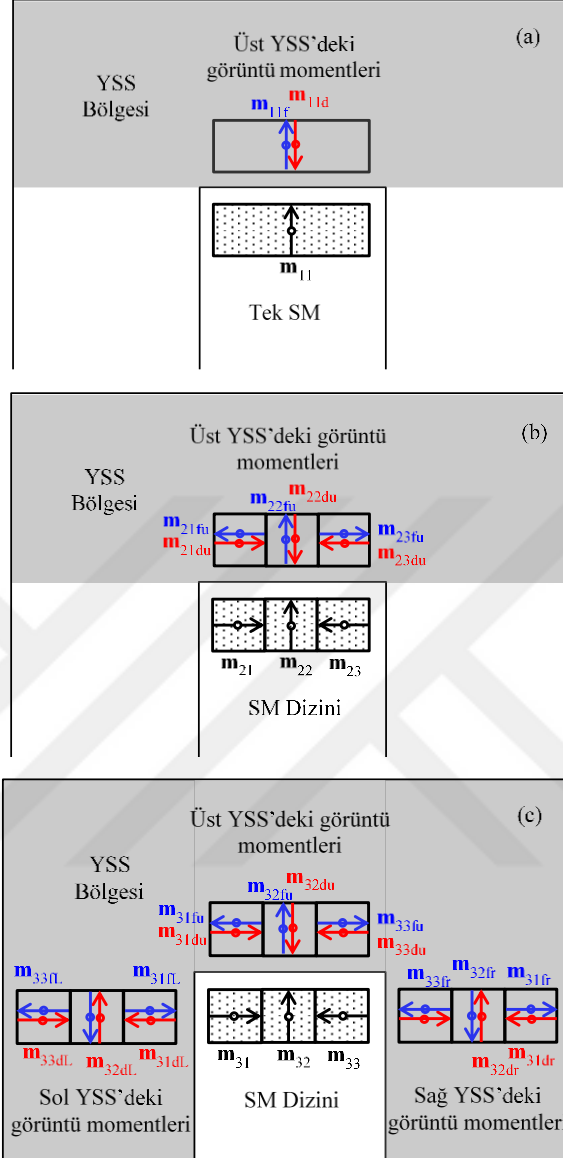 (a)
Üst YSS'deki
görüntü momentleri
YSS
Bölgesi
m11f
m11d
m11
Tek SM
(b)
Üst YSS'deki görüntü
momentleri
YSS
Bölgesi
m22du
m22fu
m21fu
m21du
m23fu
m23du
m21
m22
m23
SM Dizini
(c)
Üst YSS'deki görüntü
momentleri
YSS
Bölgesi
m32du
m32fu
m31fu
m31du
m33fu
m33du
m33fL
m31fL
m33dL
m32dL
m31dL
Sol YSS'deki
görüntü momentleri
m31
m32
m33
SM Dizini
m33fr
m32fr
m31fr
m32dr
m31dr
Sağ YSS'deki
görüntü momentleri